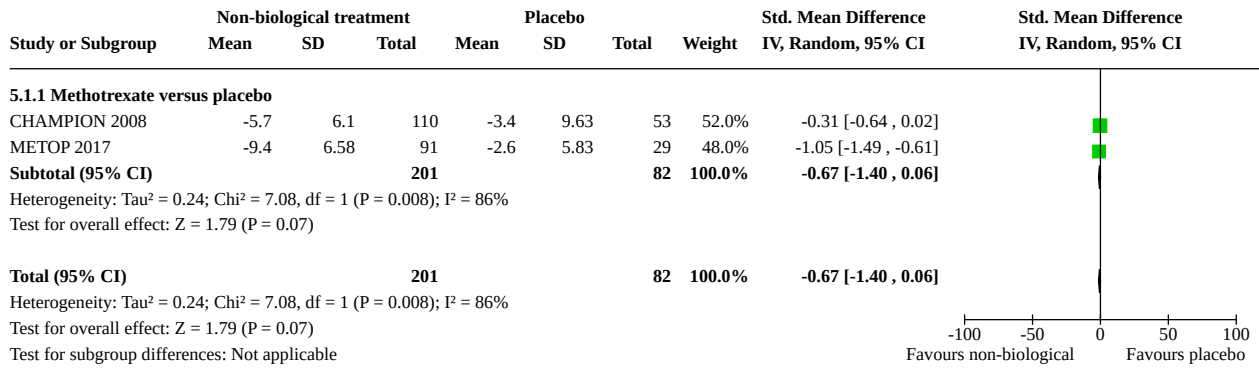 Non-biological treatment Placebo Std. Mean Difference Std. Mean Difference
Study or Subgroup Mean SD Total Mean SD Total Weight IV, Random, 95% CI IV, Random, 95% CI
5.1.1 Methotrexate versus placebo
CHAMPION 2008 -5.7 6.1 110 -3.4 9.63 53 52.0% -0.31 [-0.64 , 0.02]
METOP 2017 -9.4 6.58 91 -2.6 5.83 29 48.0% -1.05 [-1.49 , -0.61]
Subtotal (95% CI) 201 82 100.0% -0.67 [-1.40 , 0.06]
Heterogeneity: Tau² = 0.24; Chi² = 7.08, df = 1 (P = 0.008); I² = 86%
Test for overall effect: Z = 1.79 (P = 0.07)
Total (95% CI) 201 82 100.0% -0.67 [-1.40 , 0.06]
Heterogeneity: Tau² = 0.24; Chi² = 7.08, df = 1 (P = 0.008); I² = 86%
Test for overall effect: Z = 1.79 (P = 0.07)
-100 -50 0 50 100
Test for subgroup differences: Not applicable Favours non-biological Favours placebo